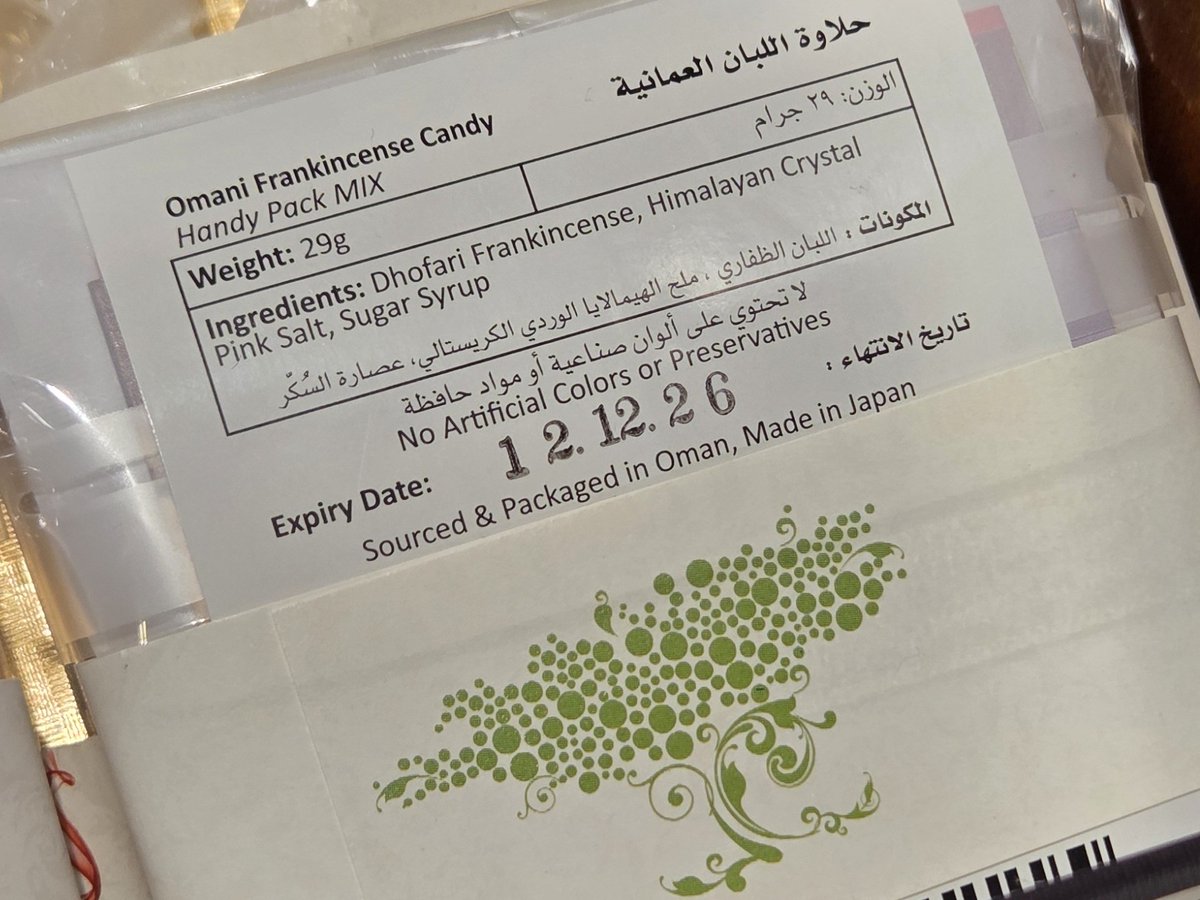 حلاوة اللبان العمانية
Omani Frankincense Candy
Handy Pack MIX
الوزن: ٢٩ جرام
Weight: 29g
Ingredients: Dhofari Frankincense, Himalayan Crystal
Pink Salt, Sugar Syrup
المكونات : اللبان الظفاري ، ملح الهيمالايا الوردي الكريستالي، عصارة السُكّر
لا تحتوي على ألوان صناعية أو مواد حافظة
No Artificial Colors or Preservatives
تاريخ الانتهاء :
Expiry Date: 12.12.26
Sourced & Packaged in Oman, Made in Japan